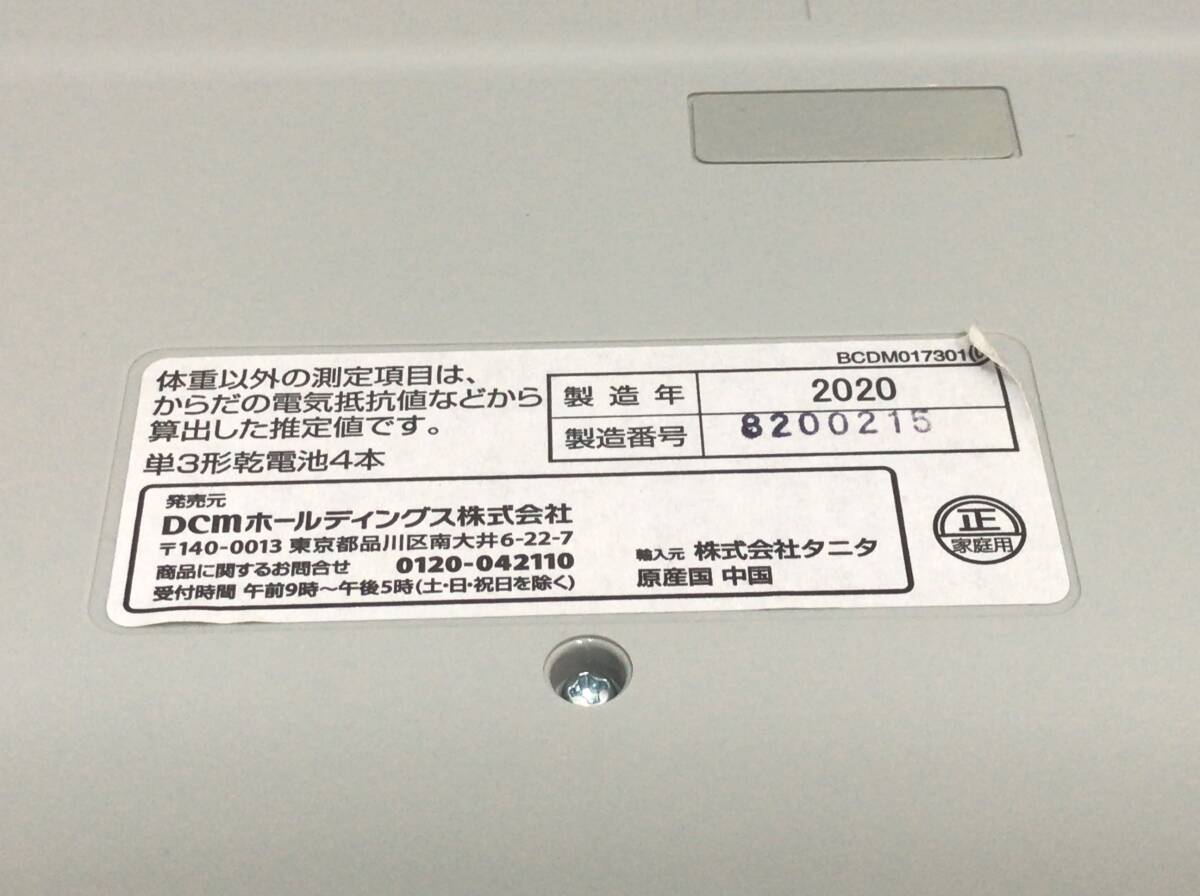 BCDM017301
体重以外の測定項目は、
からだの電気抵抗値などから
算出した推定値です。
単3形乾電池4本
製造年 2020
製造番号 8200215
発売元
DCMホールディングス株式会社
〒140-0013 東京都品川区南大井6-22-7
商品に関するお問合せ 0120-042110
受付時間 午前9時〜午後5時(土・日・祝日を除く)
輸入元 株式会社タニタ
原産国 中国
正
家庭用